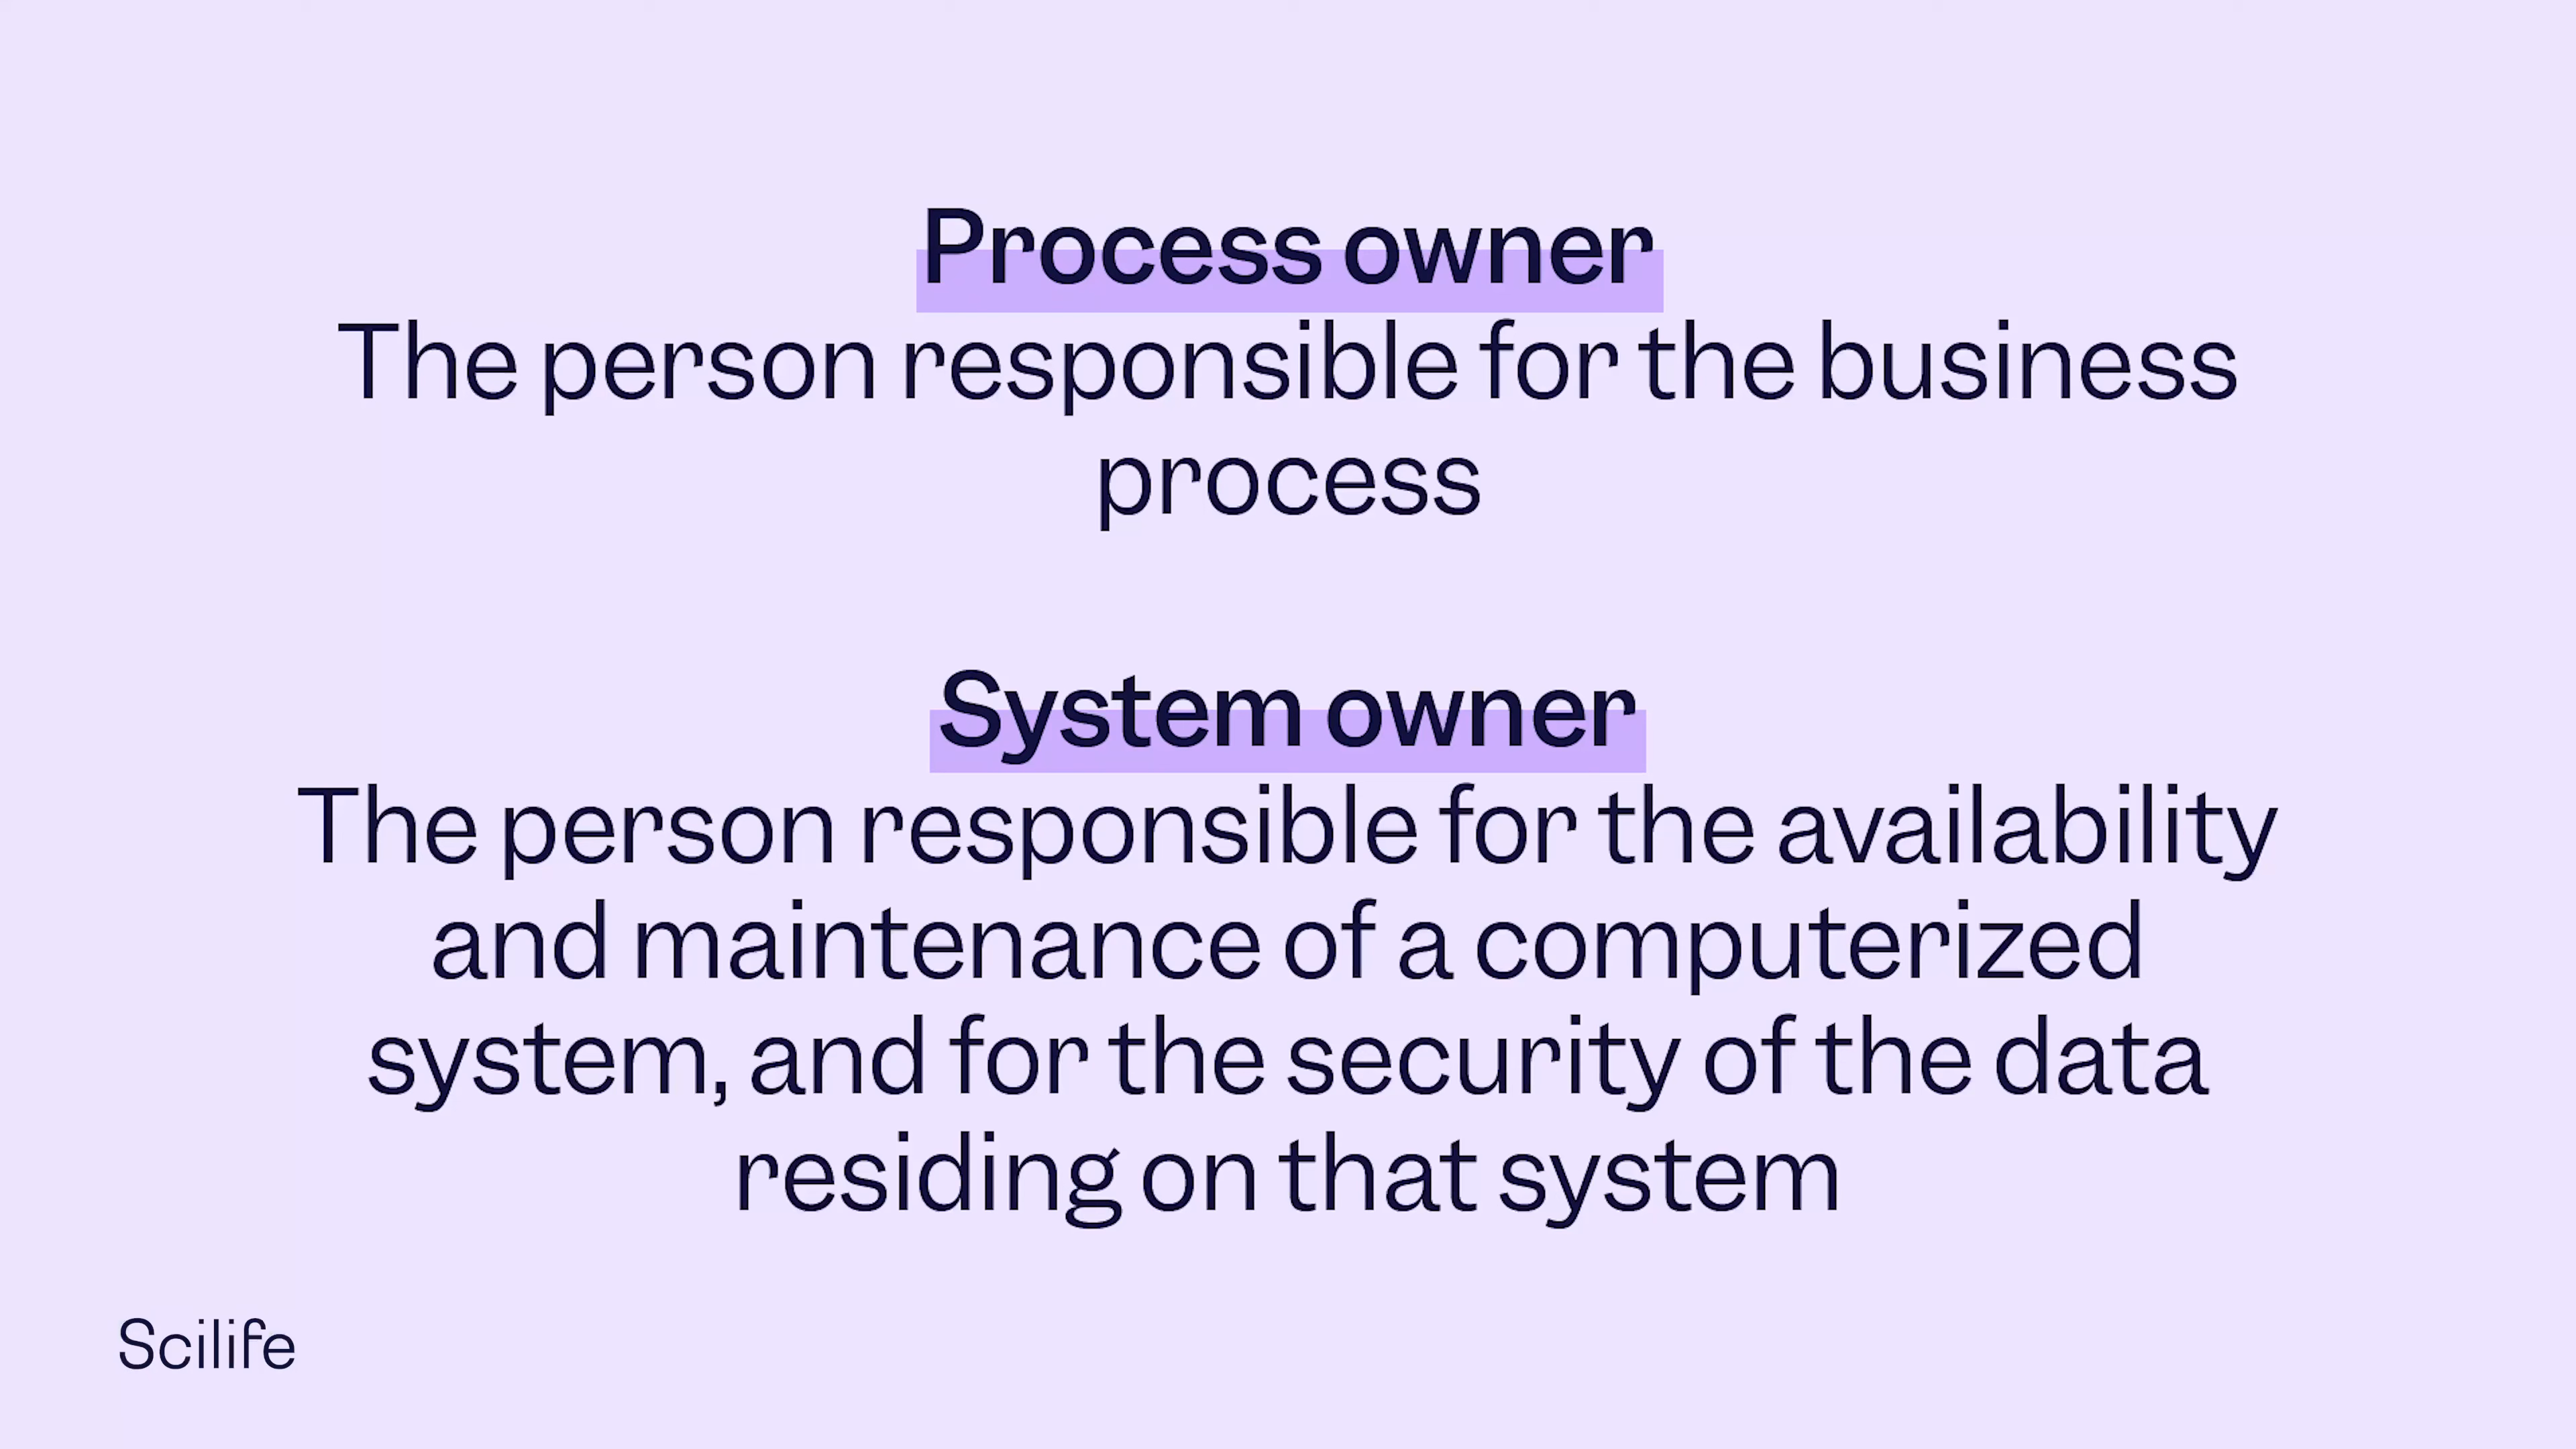 Process owner
The person responsible for the business
process
System owner
The person responsible for the availability
and maintenance of a computerized
system, and for the security of the data
residing on that system
Scilife